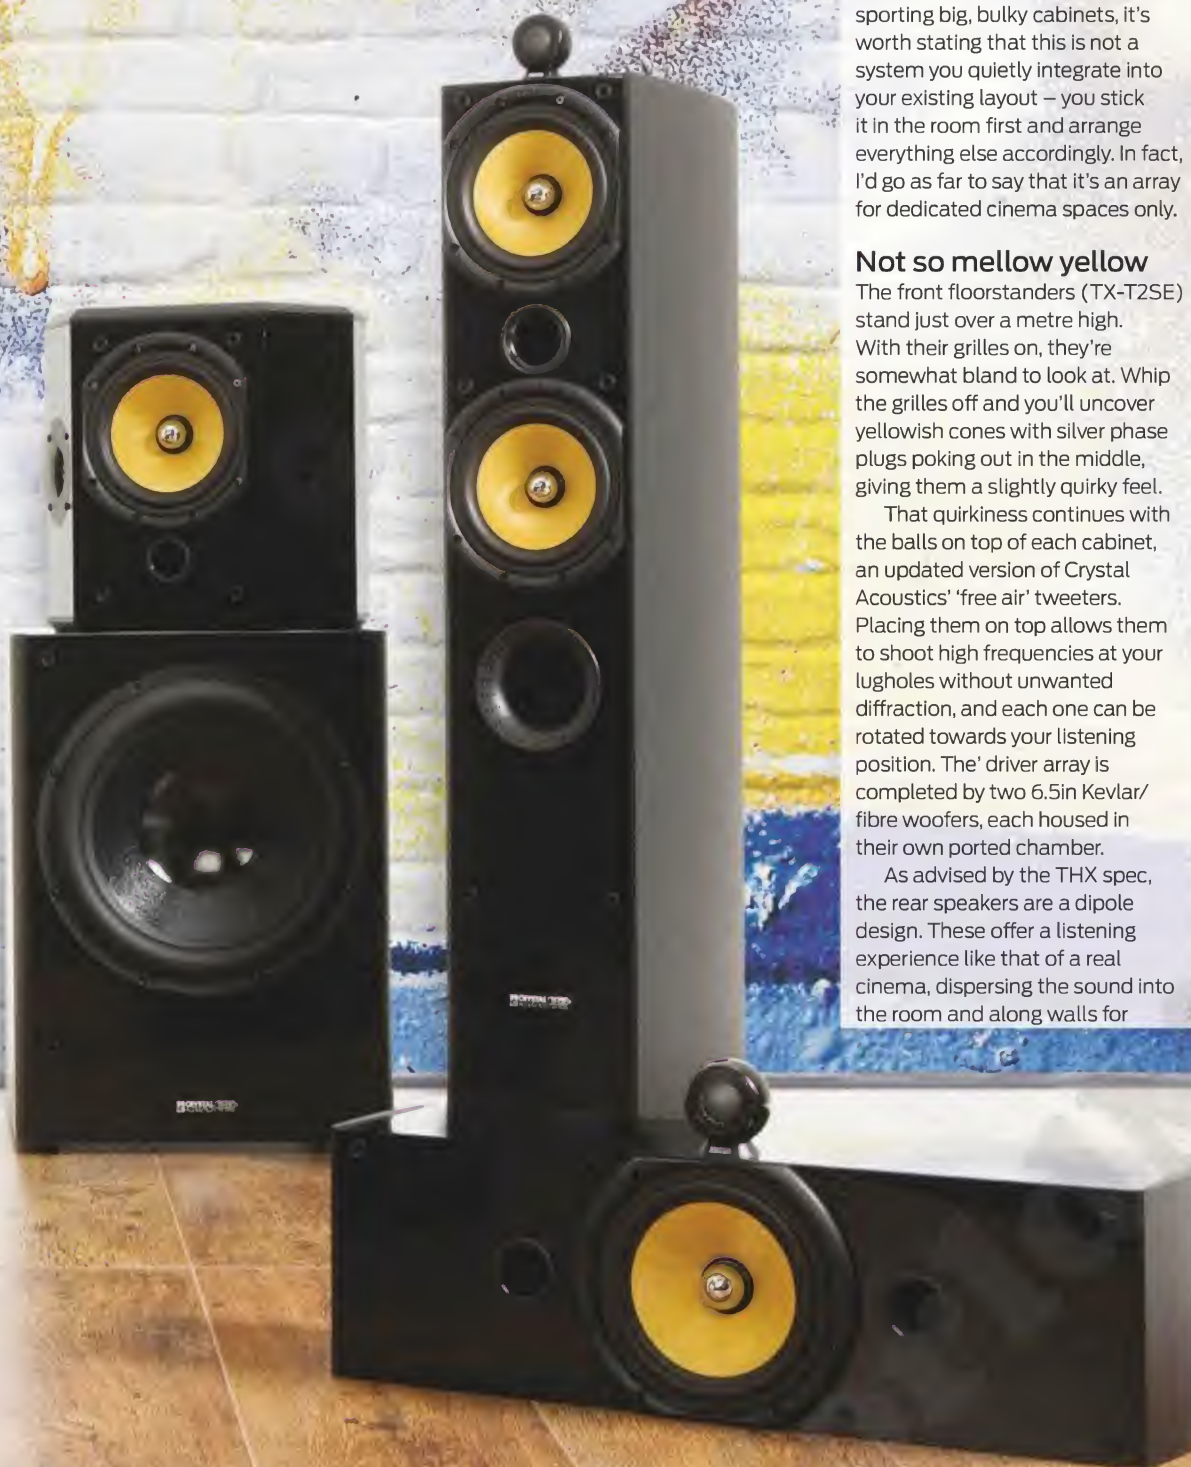 sporting big, bulky cabinets, it's
worth stating that this is not a
system you quietly integrate into
your existing layout – you stick
it in the room first and arrange
everything else accordingly. In fact,
I'd go as far to say that it's an array
for dedicated cinema spaces only.
Not so mellow yellow
The front floorstanders (TX-T2SE)
stand just over a metre high.
With their grilles on, they're
somewhat bland to look at. Whip
the grilles off and you'll uncover
yellowish cones with silver phase
plugs poking out in the middle,
giving them a slightly quirky feel.
That quirkiness continues with
the balls on top of each cabinet,
an updated version of Crystal
Acoustics' 'free air' tweeters.
Placing them on top allows them
to shoot high frequencies at your
lugholes without unwanted
diffraction, and each one can be
rotated towards your listening
position. The' driver array is
completed by two 6.5in Kevlar/
fibre woofers, each housed in
their own ported chamber.
As advised by the THX spec,
the rear speakers are a dipole
design. These offer a listening
experience like that of a real
cinema, dispersing the sound into
the room and along walls for